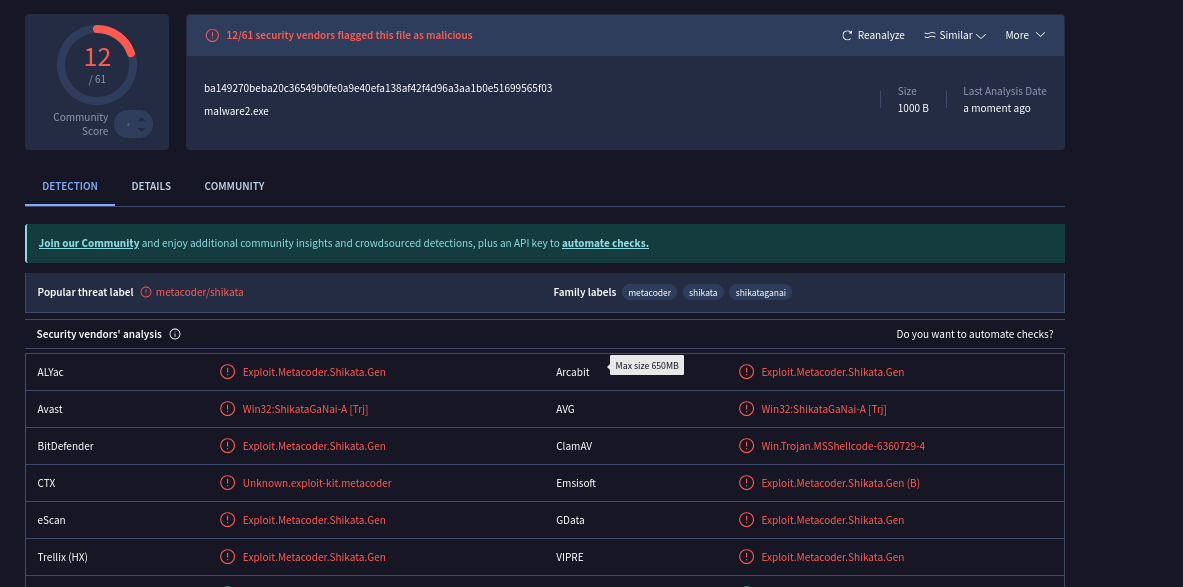 12
/ 61
Community
Score
12/61 security vendors flagged this file as malicious
Reanalyze
Similar
More
ba149270beba20c36549b0fe0a9e40efa138af42f4d96a3aa1b0e51699565f03
malware2.exe
Size
1000 B
Last Analysis Date
a moment ago
DETECTION DETAILS COMMUNITY
Join our Community and enjoy additional community insights and crowdsourced detections, plus an API key to automate checks.
Popular threat label metacoder/shikata Family labels metacoder shikata shikataganai
Security vendors' analysis Do you want to automate checks?
Max size 650MB
ALYac Exploit.Metacoder.Shikata.Gen Arcabit Exploit.Metacoder.Shikata.Gen
Avast Win32:ShikataGaNai-A [Trj] AVG Win32:ShikataGaNai-A [Trj]
BitDefender Exploit.Metacoder.Shikata.Gen ClamAV Win.Trojan.MSShellcode-6360729-4
CTX Unknown.exploit-kit.metacoder Emsisoft Exploit.Metacoder.Shikata.Gen (B)
eScan Exploit.Metacoder.Shikata.Gen GData Exploit.Metacoder.Shikata.Gen
Trellix (HX) Exploit.Metacoder.Shikata.Gen VIPRE Exploit.Metacoder.Shikata.Gen